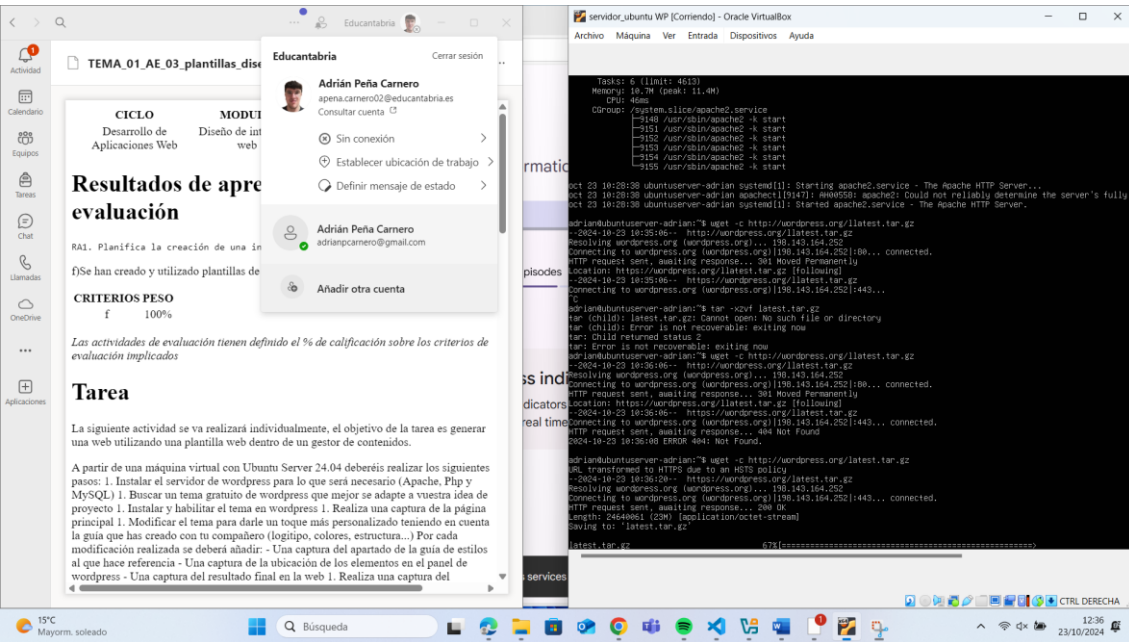 Educantabria
Actividad
Calendario
Equipos
Tareas
Chat
Llamadas
OneDrive
Aplicaciones
TEMA_01_AE_03_plantillas_dise
Educantabria
Cerrar sesión
Adrián Peña Carnero
apena.carnero02@educantabria.es
Consultar cuenta
Sin conexión
Establecer ubicación de trabajo
Definir mensaje de estado
Adrián Peña Carnero
adrianpcarnero@gmail.com
Añadir otra cuenta
CICLO
Desarrollo de
Aplicaciones Web
MODUL
Diseño de int
web
Resultados de apre
evaluación
RA1. Planifica la creación de una in
f)Se han creado y utilizado plantillas de
CRITERIOS PESO
f 100%
Las actividades de evaluación tienen definido el % de calificación sobre los criterios de
evaluación implicados
Tarea
La siguiente actividad se va realizará individualmente, el objetivo de la tarea es generar
una web utilizando una plantilla web dentro de un gestor de contenidos.
A partir de una máquina virtual con Ubuntu Server 24.04 deberéis realizar los siguientes
pasos: 1. Instalar el servidor de wordpress para lo que será necesario (Apache, Php y
MySQL) 1. Buscar un tema gratuito de wordpress que mejor se adapte a vuestra idea de
proyecto 1. Instalar y habilitar el tema en wordpress 1. Realiza una captura de la página
principal 1. Modificar el tema para darle un toque más personalizado teniendo en cuenta
la guía que has creado con tu compañero (logitipo, colores, estructura...) Por cada
modificación realizada se deberá añadir: - Una captura del apartado de la guía de estilos
al que hace referencia - Una captura de la ubicación de los elementos en el panel de
wordpress - Una captura del resultado final en la web 1. Realiza una captura del
rmatic
pisodes
ss ind
dicators
real time
services
servidor_ubuntu WP [Corriendo] - Oracle VirtualBox
Archivo Máquina Ver Entrada Dispositivos Ayuda
Tasks: 6 (limit: 4613)
Memory: 10.7M (peak: 11.4M)
CPU: 46ms
CGroup: /system.slice/apache2.service
├─9148 /usr/sbin/apache2 -k start
├─9151 /usr/sbin/apache2 -k start
├─9152 /usr/sbin/apache2 -k start
├─9153 /usr/sbin/apache2 -k start
├─9154 /usr/sbin/apache2 -k start
└─9155 /usr/sbin/apache2 -k start
oct 23 10:28:38 ubuntuserver-adrian systemd[1]: Starting apache2.service - The Apache HTTP Server...
oct 23 10:28:38 ubuntuserver-adrian apachectl[9147]: AH00558: apache2: Could not reliably determine the server's fully
oct 23 10:28:38 ubuntuserver-adrian systemd[1]: Started apache2.service - The Apache HTTP Server.
adrian@ubuntuserver-adrian:~$ wget -c http://wordpress.org/llatest.tar.gz
--2024-10-23 10:35:06-- http://wordpress.org/llatest.tar.gz
Resolving wordpress.org (wordpress.org)... 198.143.164.252
Connecting to wordpress.org (wordpress.org)|198.143.164.252|:80... connected.
HTTP request sent, awaiting response... 301 Moved Permanently
Location: https://wordpress.org/llatest.tar.gz [following]
--2024-10-23 10:35:06-- https://wordpress.org/llatest.tar.gz
Connecting to wordpress.org (wordpress.org)|198.143.164.252|:443...
^C
adrian@ubuntuserver-adrian:~$ tar -xzvf latest.tar.gz
tar (child): latest.tar.gz: Cannot open: No such file or directory
tar (child): Error is not recoverable: exiting now
tar: Child returned status 2
tar: Error is not recoverable: exiting now
adrian@ubuntuserver-adrian:~$ wget -c http://wordpress.org/llatest.tar.gz
--2024-10-23 10:36:06-- http://wordpress.org/llatest.tar.gz
Resolving wordpress.org (wordpress.org)... 198.143.164.252
Connecting to wordpress.org (wordpress.org)|198.143.164.252|:80... connected.
HTTP request sent, awaiting response... 301 Moved Permanently
Location: https://wordpress.org/llatest.tar.gz [following]
--2024-10-23 10:36:06-- https://wordpress.org/llatest.tar.gz
Connecting to wordpress.org (wordpress.org)|198.143.164.252|:443... connected.
HTTP request sent, awaiting response... 404 Not Found
2024-10-23 10:36:08 ERROR 404: Not Found.
adrian@ubuntuserver-adrian:~$ wget -c http://wordpress.org/latest.tar.gz
URL transformed to HTTPS due to an HSTS policy
--2024-10-23 10:36:20-- https://wordpress.org/latest.tar.gz
Resolving wordpress.org (wordpress.org)... 198.143.164.252
Connecting to wordpress.org (wordpress.org)|198.143.164.252|:443... connected.
HTTP request sent, awaiting response... 200 OK
Length: 24640061 (23M) [application/octet-stream]
Saving to: 'latest.tar.gz'
latest.tar.gz 67%[==================================================>
CTRL DERECHA
15°C
Mayorm. soleado
Búsqueda
12:36
23/10/2024